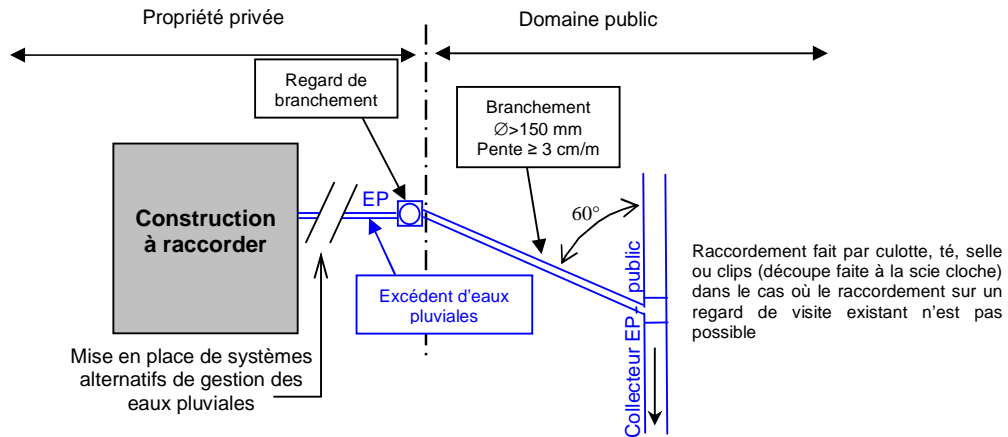 Propriété privée
Domaine public
Regard de
branchement
Branchement
∅>150 mm
Pente ≥ 3 cm/m
Construction
à raccorder
EP
60°
Excédent d'eaux
pluviales
Collecteur EP - public
Raccordement fait par culotte, té, selle
ou clips (découpe faite à la scie cloche)
dans le cas où le raccordement sur un
regard de visite existant n'est pas
possible
Mise en place de systèmes
alternatifs de gestion des
eaux pluviales